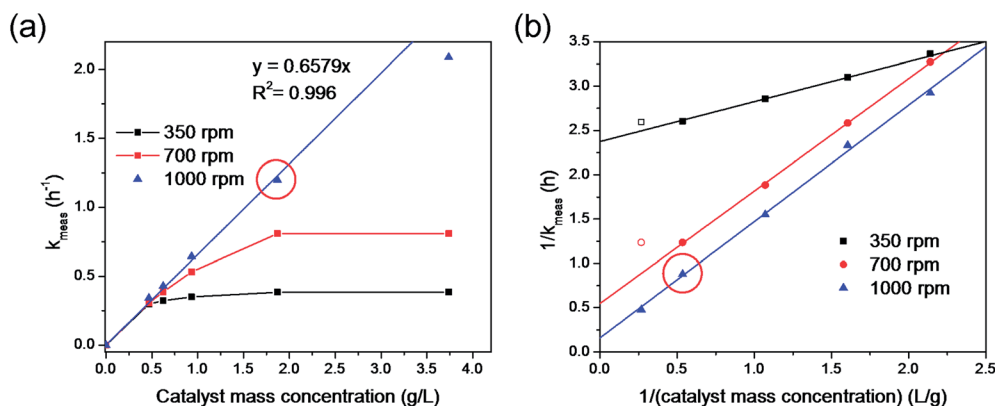 (a)
y = 0.6579x
R²= 0.996
350 rpm
700 rpm
1000 rpm
2.0
1.5
1.0
0.5
0.0
k_meas (h⁻¹)
0.0 0.5 1.0 1.5 2.0 2.5 3.0 3.5 4.0
Catalyst mass concentration (g/L)
(b)
3.5
3.0
2.5
2.0
1.5
1.0
0.5
0.0
1/k_meas (h)
350 rpm
700 rpm
1000 rpm
0.0 0.5 1.0 1.5 2.0 2.5
1/(catalyst mass concentration) (L/g)